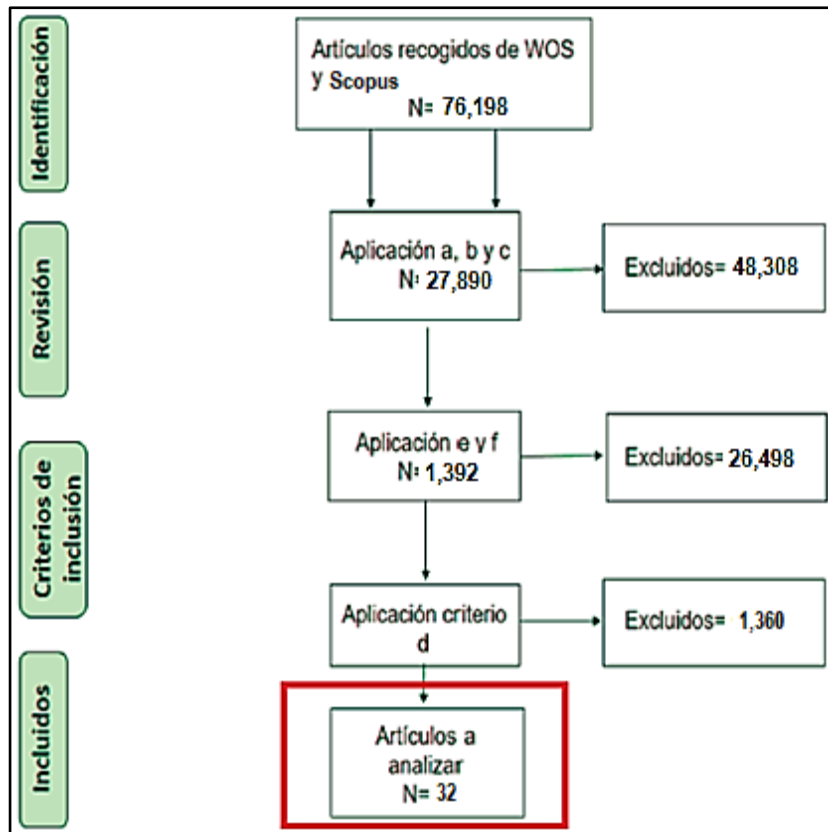 Identificación
Artículos recogidos de WOS
y Scopus
N= 76,198
Revisión
Aplicación a, b y c
N= 27,890
Excluidos= 48,308
Criterios de
inclusión
Aplicación e y f
N= 1,392
Excluidos= 26,498
Aplicación criterio
d
Excluidos= 1,360
Incluidos
Artículos a
analizar
N= 32